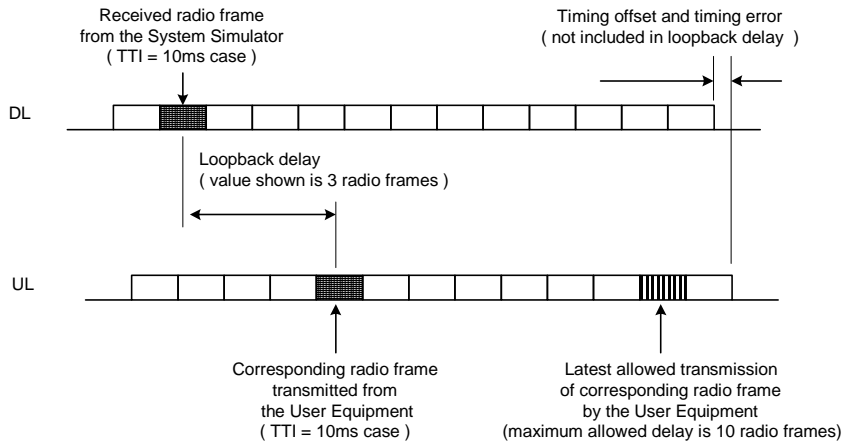 Received radio frame
from the System Simulator
( TTI = 10ms case )
Timing offset and timing error
( not included in loopback delay )
DL
Loopback delay
( value shown is 3 radio frames )
UL
Corresponding radio frame
transmitted from
the User Equipment
( TTI = 10ms case )
Latest allowed transmission
of corresponding radio frame
by the User Equipment
(maximum allowed delay is 10 radio frames)